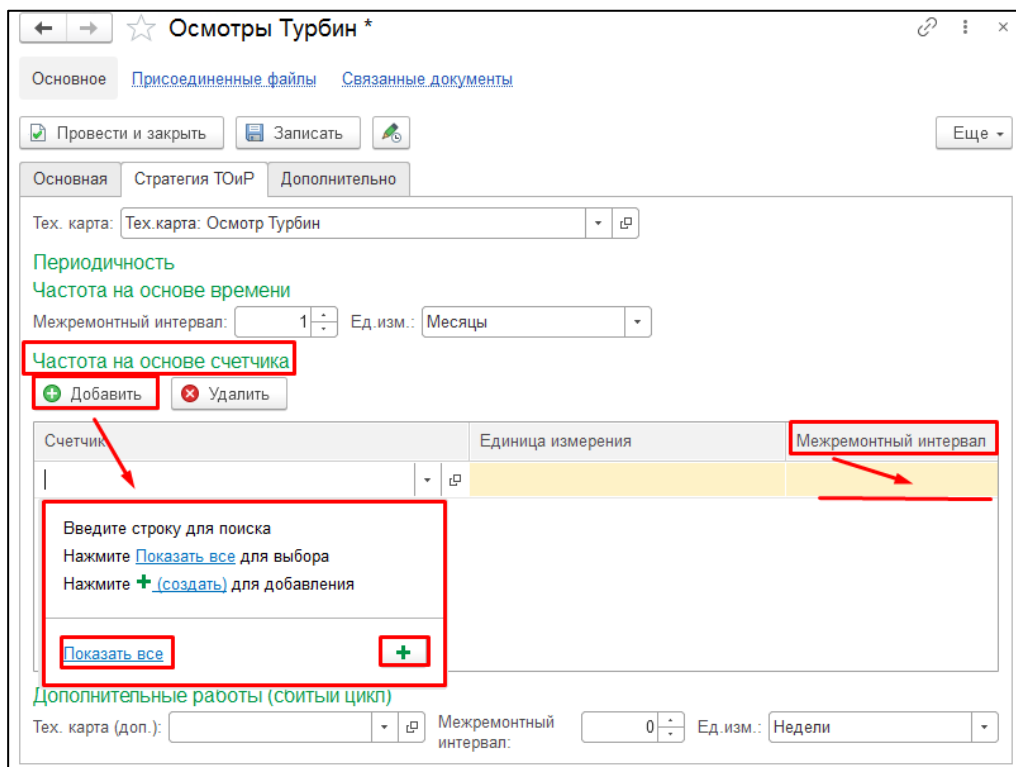 Осмотры Турбин *
Основное Присоединенные файлы Связанные документы
Провести и закрыть Записать Еще
Основная Стратегия ТОиР Дополнительно
Тех. карта: Тех.карта: Осмотр Турбин
Периодичность
Частота на основе времени
Межремонтный интервал: 1 Ед.изм.: Месяцы
Частота на основе счетчика
Добавить Удалить
Счетчик Единица измерения Межремонтный интервал
Введите строку для поиска
Нажмите Показать все для выбора
Нажмите + (создать) для добавления
Показать все +
Дополнительные работы (сбитый цикл)
Тех. карта (доп.): Межремонтный интервал: 0 Ед.изм.: Недели